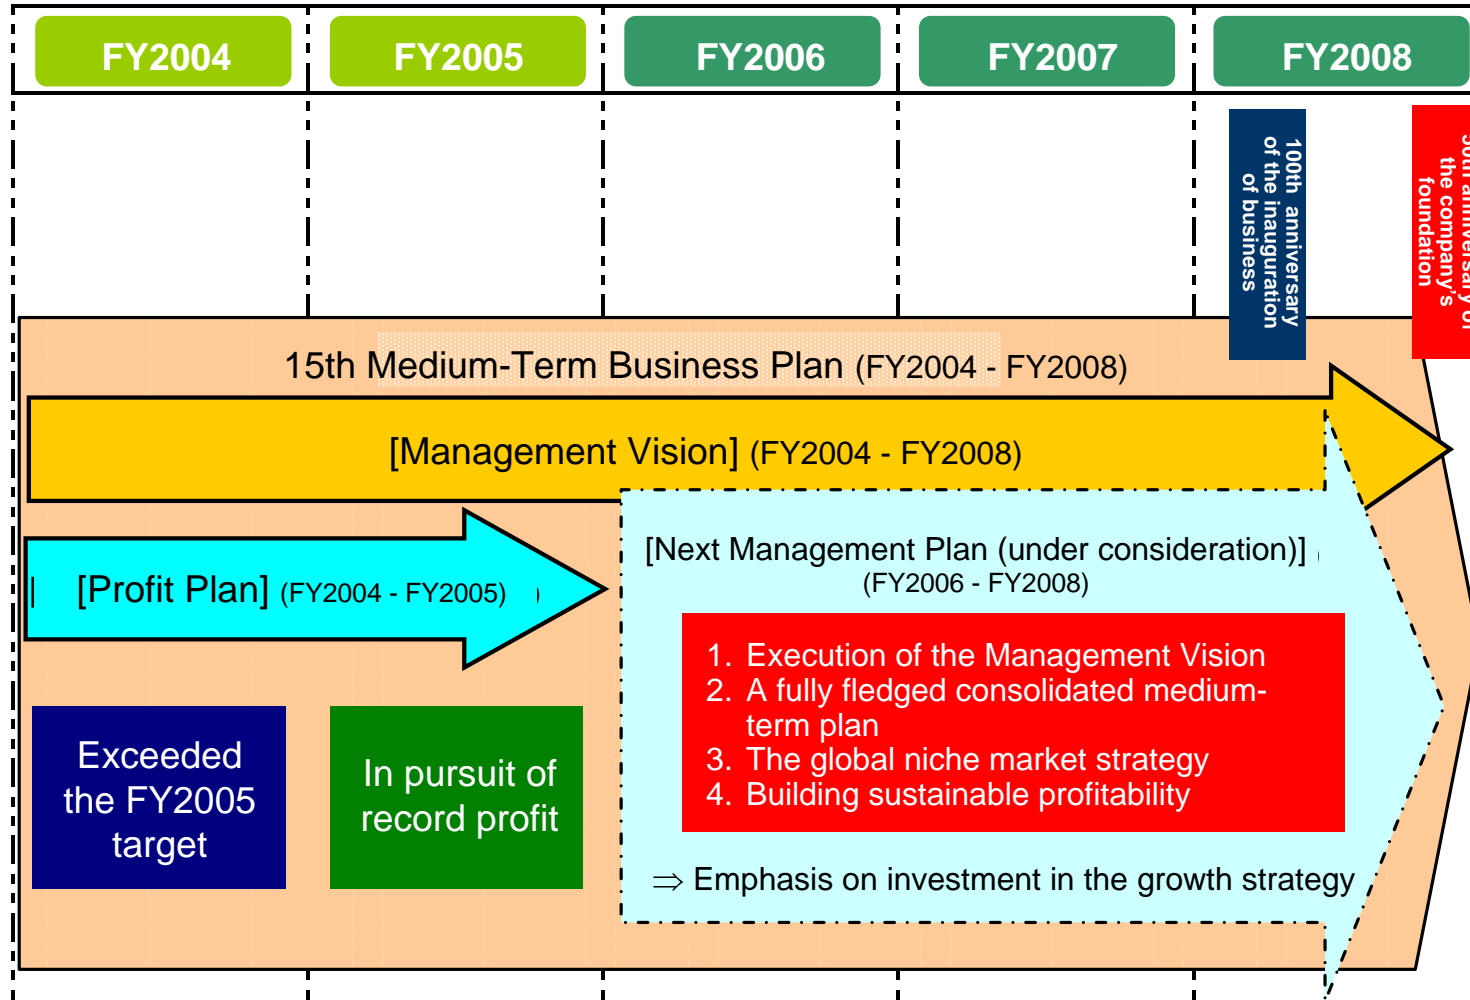 FY2004
FY2005
FY2006
FY2007
FY2008
100th anniversary
of the inauguration
of business
anniversary of
the company's
foundation
15th Medium-Term Business Plan (FY2004 - FY2008)
[Management Vision] (FY2004 - FY2008)
[Profit Plan] (FY2004 - FY2005)
[Next Management Plan (under consideration)]
(FY2006 - FY2008)
1. Execution of the Management Vision
2. A fully fledged consolidated medium-
term plan
3. The global niche market strategy
4. Building sustainable profitability
⇒ Emphasis on investment in the growth strategy
Exceeded
the FY2005
target
In pursuit of
record profit